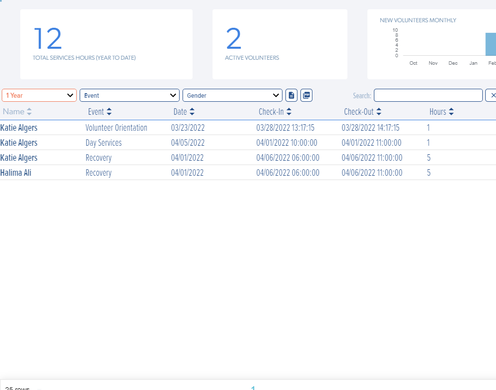 12
TOTAL SERVICES HOURS (YEAR TO DATE)
2
ACTIVE VOLUNTEERS
NEW VOLUNTEERS MONTHLY
10
8
6
4
2
0
Oct Nov Dec Jan Feb
1 Year Event Gender Search:
Name Event Date Check-In Check-Out Hours
Katie Algers Volunteer Orientation 03/23/2022 03/28/2022 13:17:15 03/28/2022 14:17:15 1
Katie Algers Day Services 04/05/2022 04/01/2022 10:00:00 04/01/2022 11:00:00 1
Katie Algers Recovery 04/01/2022 04/06/2022 06:00:00 04/06/2022 11:00:00 5
Halima Ali Recovery 04/01/2022 04/06/2022 06:00:00 04/06/2022 11:00:00 5
25 rows